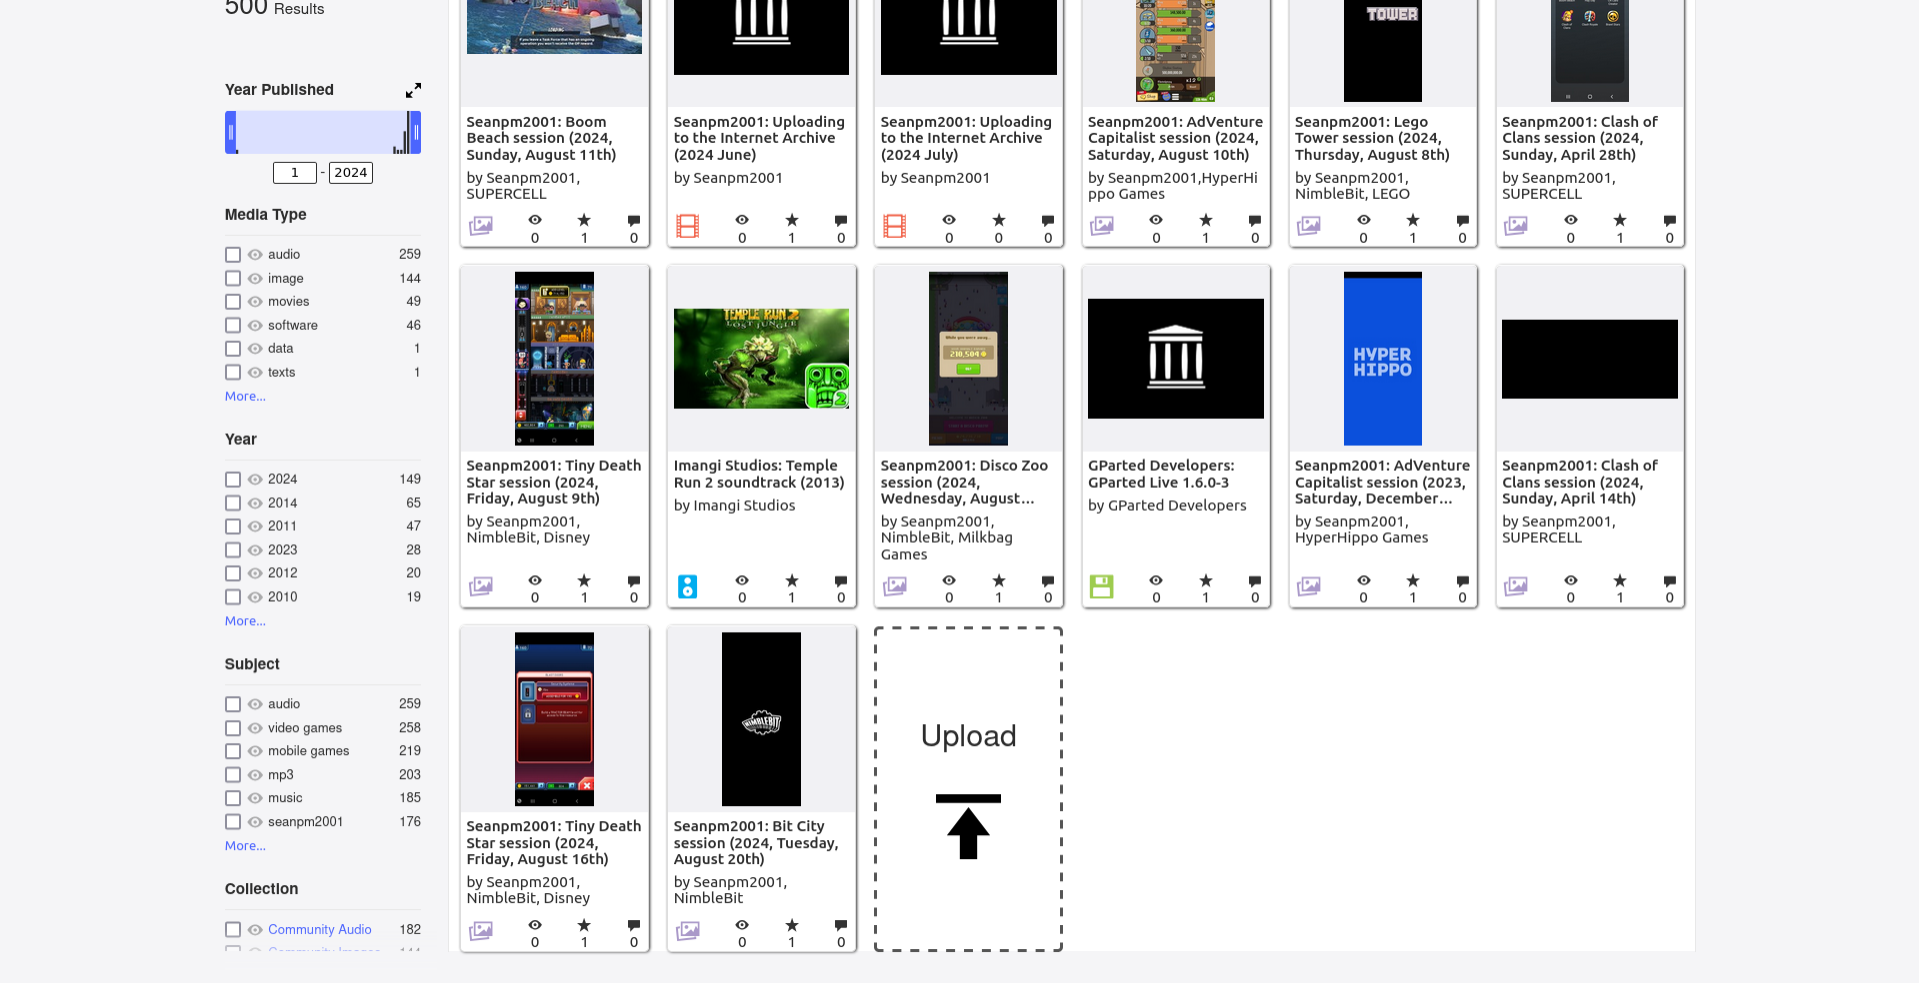 500 Results
Year Published
1 - 2024
Media Type
audio 259
image 144
movies 49
software 46
data 1
texts 1
More...
Year
2024 149
2014 65
2011 47
2023 28
2012 20
2010 19
More...
Subject
audio 259
video games 258
mobile games 219
mp3 203
music 185
seanpm2001 176
More...
Collection
Community Audio 182
BEACH
Seanpm2001: Boom
Beach session (2024,
Sunday, August 11th)
by Seanpm2001,
SUPERCELL
0 1 0
Seanpm2001: Uploading
to the Internet Archive
(2024 June)
by Seanpm2001
0 1 0
Seanpm2001: Uploading
to the Internet Archive
(2024 July)
by Seanpm2001
0 0 0
Seanpm2001: AdVenture
Capitalist session (2024,
Saturday, August 10th)
by Seanpm2001,HyperHi
ppo Games
0 1 0
TOWER
Seanpm2001: Lego
Tower session (2024,
Thursday, August 8th)
by Seanpm2001,
NimbleBit, LEGO
0 1 0
Seanpm2001: Clash of
Clans session (2024,
Sunday, April 28th)
by Seanpm2001,
SUPERCELL
0 1 0
Seanpm2001: Tiny Death
Star session (2024,
Friday, August 9th)
by Seanpm2001,
NimbleBit, Disney
0 1 0
TEMPLE RUN 2
LOST JUNGLE
2
Imangi Studios: Temple
Run 2 soundtrack (2013)
by Imangi Studios
0 1 0
While you were away...
210,504
Seanpm2001: Disco Zoo
session (2024,
Wednesday, August...
by Seanpm2001,
NimbleBit, Milkbag
Games
0 1 0
GParted Developers:
GParted Live 1.6.0-3
by GParted Developers
0 1 0
HYPER
HIPPO
Seanpm2001: AdVenture
Capitalist session (2023,
Saturday, December...
by Seanpm2001,
HyperHippo Games
0 1 0
Seanpm2001: Clash of
Clans session (2024,
Sunday, April 14th)
by Seanpm2001,
SUPERCELL
0 1 0
Seanpm2001: Tiny Death
Star session (2024,
Friday, August 16th)
by Seanpm2001,
NimbleBit, Disney
0 1 0
NIMBLEBIT
Seanpm2001: Bit City
session (2024, Tuesday,
August 20th)
by Seanpm2001,
NimbleBit
0 1 0
Upload